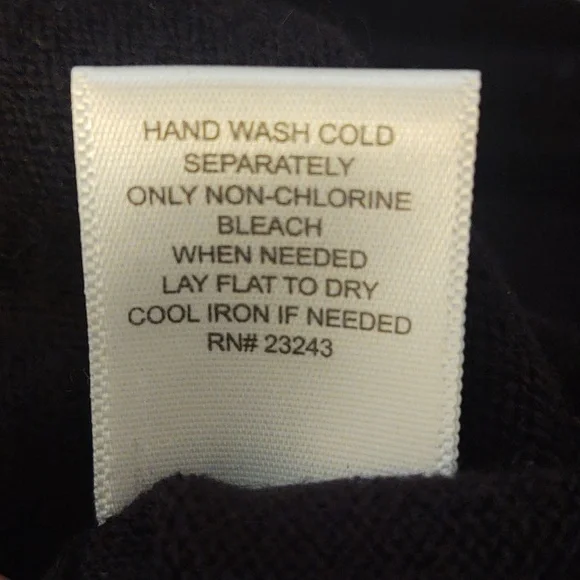 HAND WASH COLD
SEPARATELY
ONLY NON-CHLORINE
BLEACH
WHEN NEEDED
LAY FLAT TO DRY
COOL IRON IF NEEDED
RN# 23243